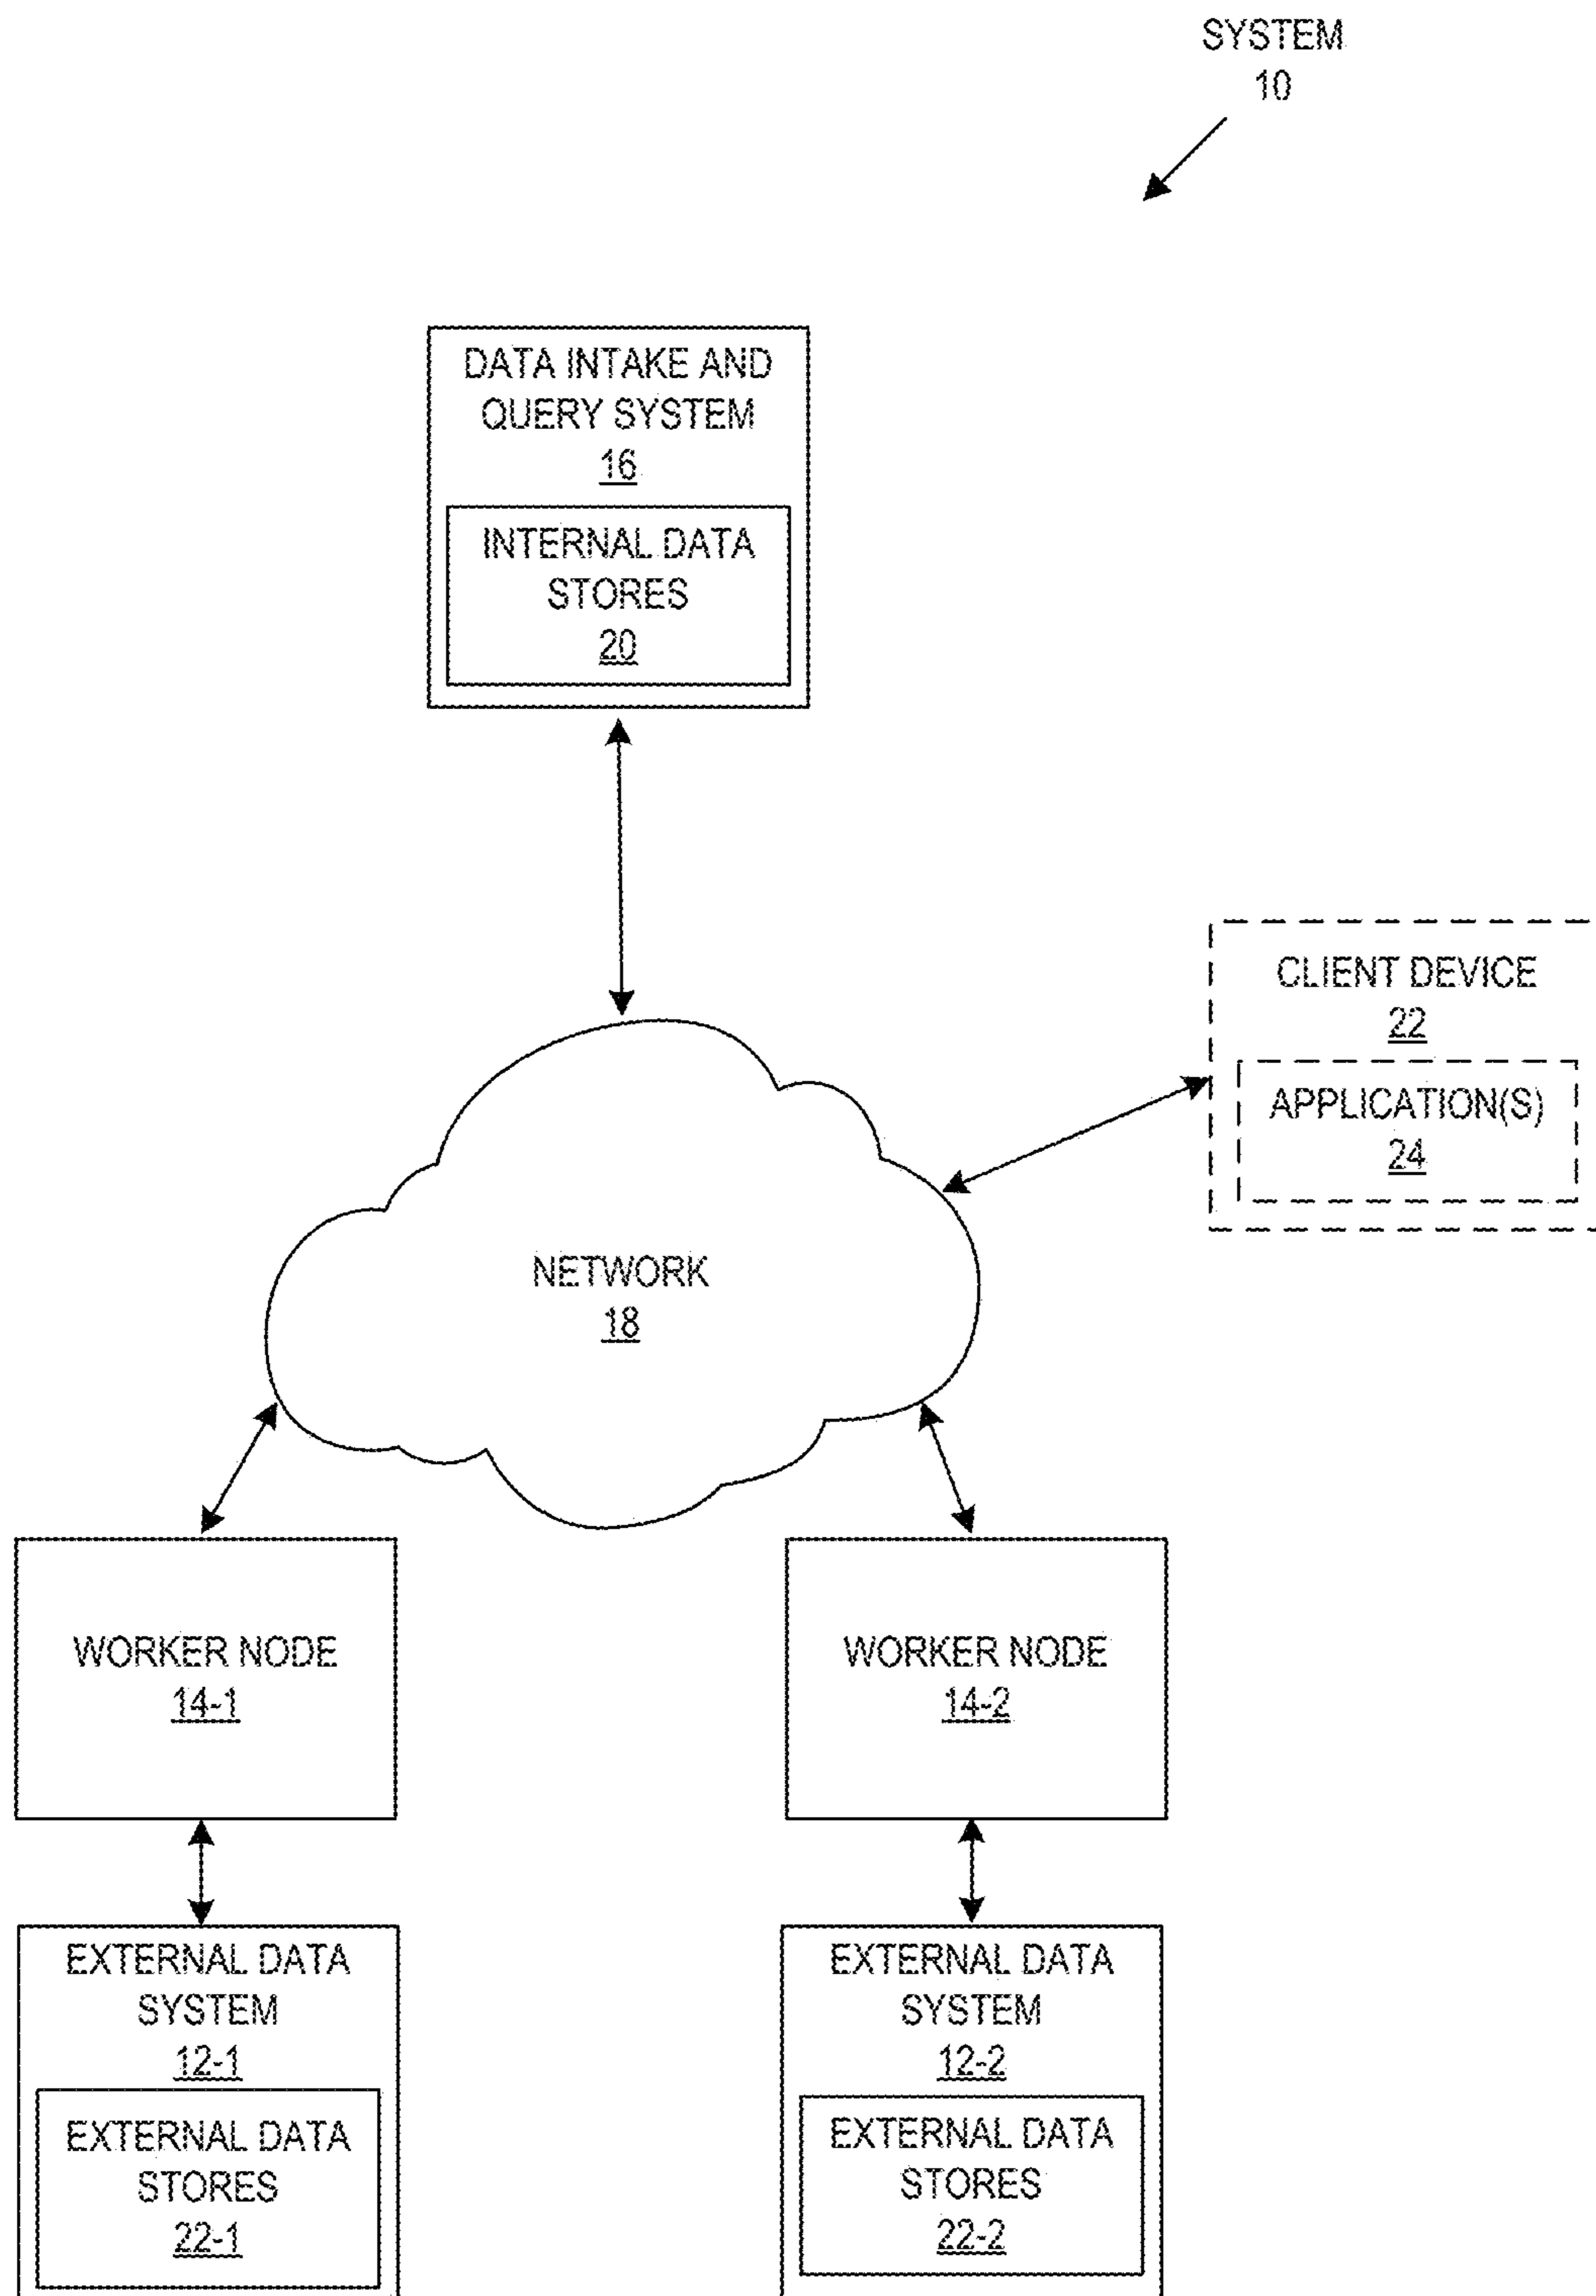 SYSTEM
10
DATA INTAKE AND
QUERY SYSTEM
16
INTERNAL DATA
STORES
20
CLIENT DEVICE
22
APPLICATION(S)
24
NETWORK
18
WORKER NODE
14-1
WORKER NODE
14-2
EXTERNAL DATA
SYSTEM
12-1
EXTERNAL DATA
STORES
22-1
EXTERNAL DATA
SYSTEM
12-2
EXTERNAL DATA
STORES
22-2